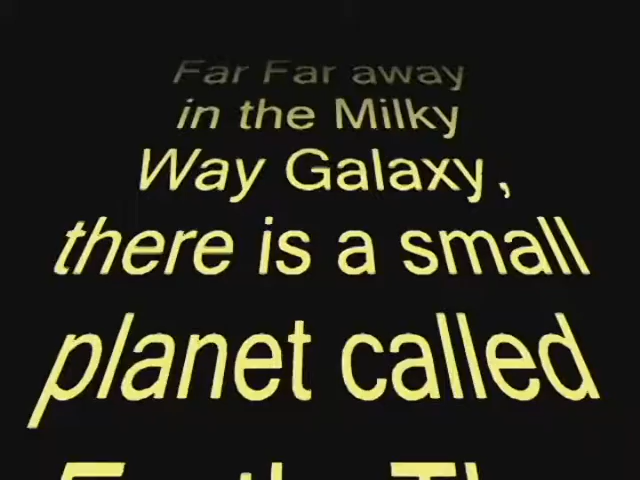 Far Far away
in the Milky
Way Galaxy,
there is a small
planet called